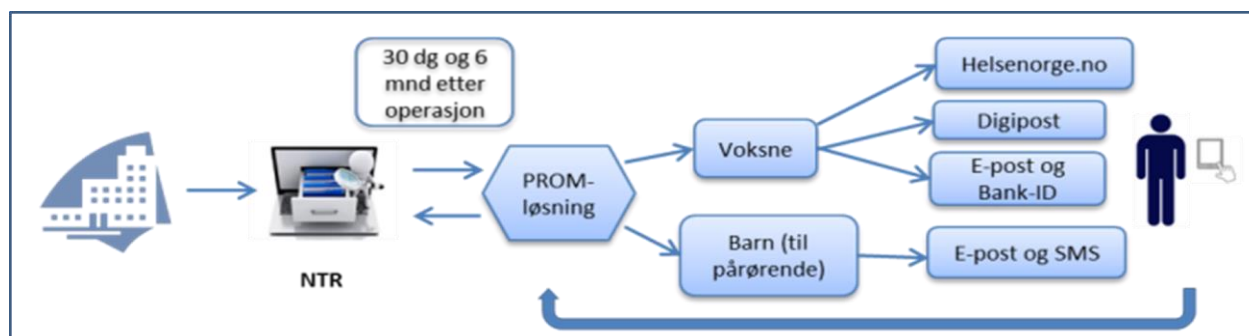 30 dg og 6
mnd etter
operasjon
NTR
PROM-
løsning
Voksne
Barn (til
pårørende)
Helsenorge.no
Digipost
E-post og
Bank-ID
E-post og SMS